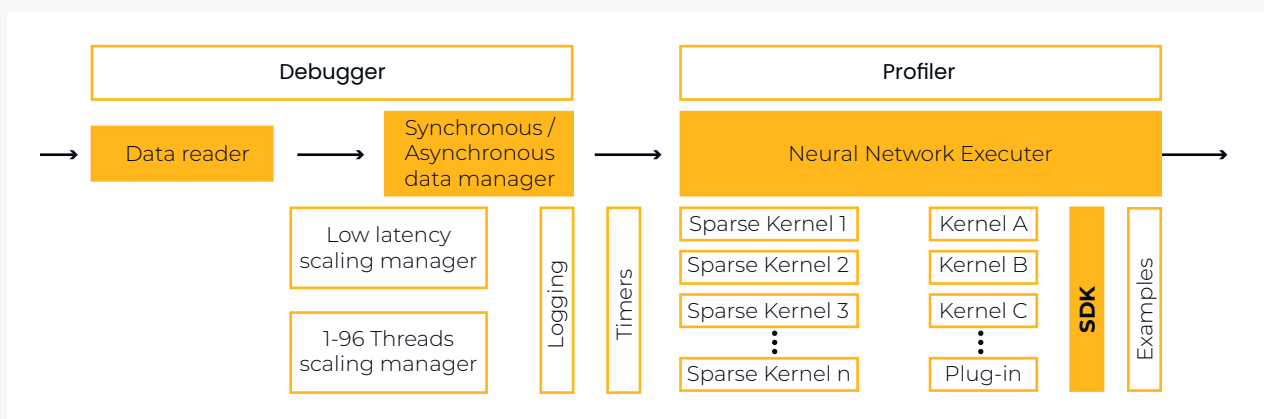 Debugger
Profiler
Data reader
Synchronous /
Asynchronous
data manager
Neural Network Executer
Low latency
scaling manager
1-96 Threads
scaling manager
Logging
Timers
Sparse Kernel 1
Sparse Kernel 2
Sparse Kernel 3
Sparse Kernel n
Kernel A
Kernel B
Kernel C
Plug-in
SDK
Examples